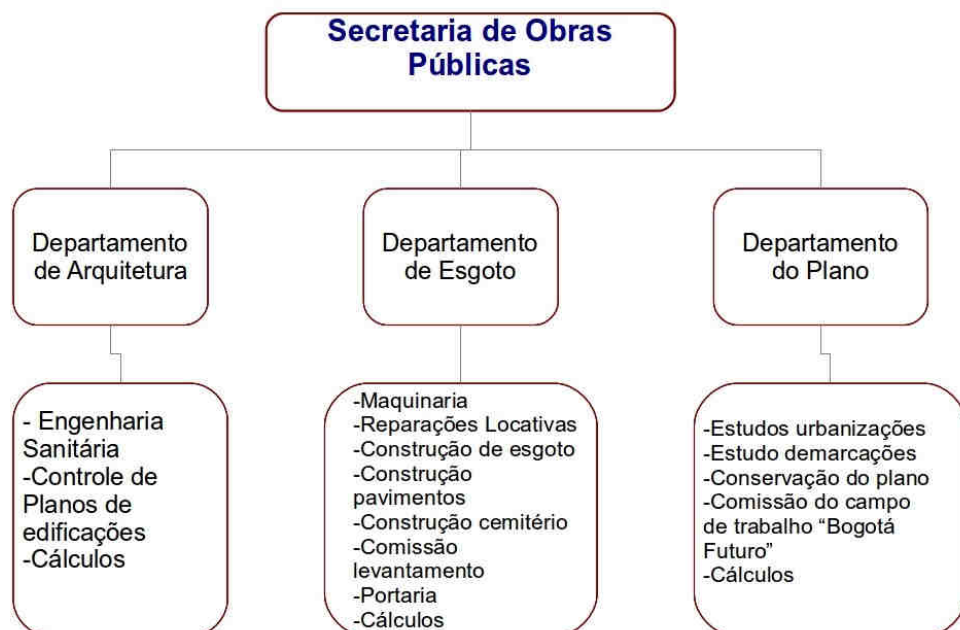 Secretaria de Obras
Públicas
Departamento
de Arquitetura
Departamento
de Esgoto
Departamento
do Plano
- Engenharia
Sanitária
-Controle de
Planos de
edificações
-Cálculos
-Maquinaria
-Reparações Locativas
-Construção de esgoto
-Construção
pavimentos
-Construção cemitério
-Comissão
levantamento
-Portaria
-Cálculos
-Estudos urbanizações
-Estudo demarcações
-Conservação do plano
-Comissão do campo
de trabalho “Bogotá
Futuro”
-Cálculos